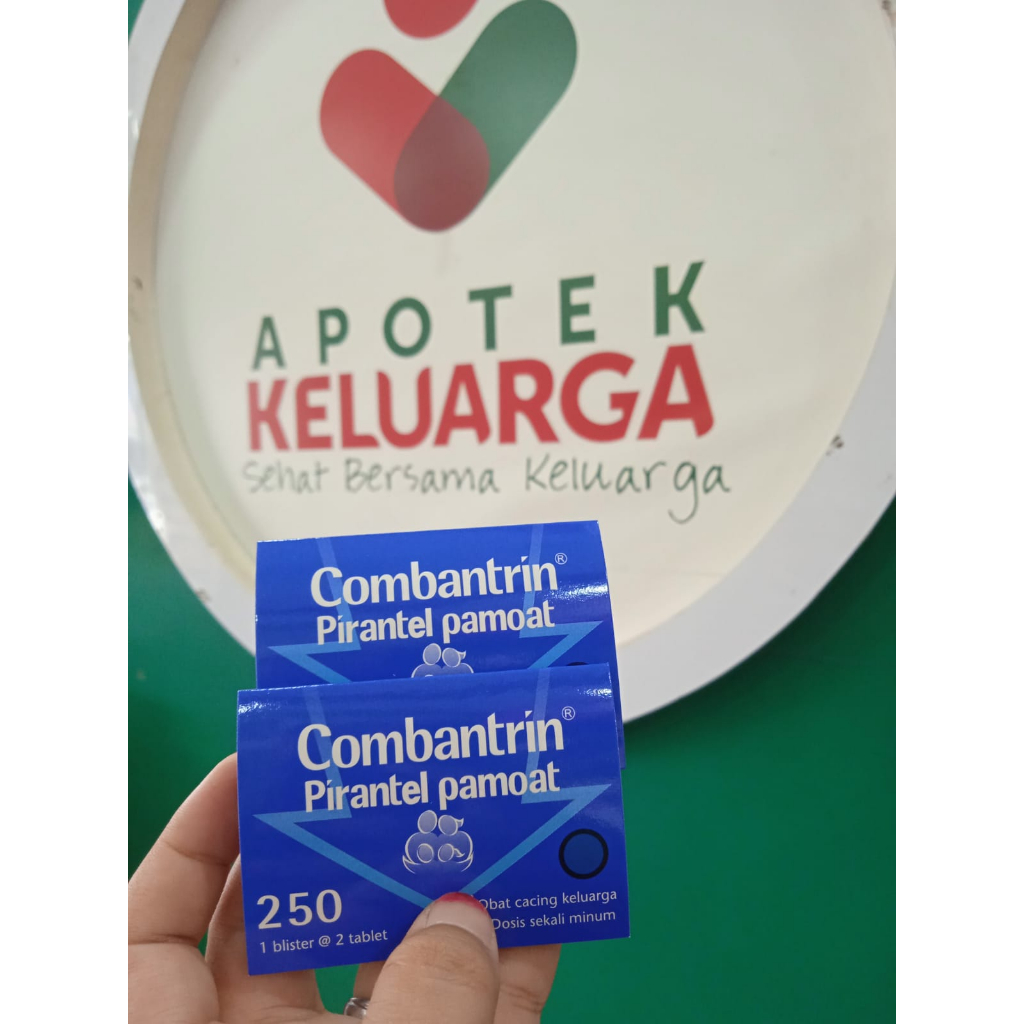 APOTEK
KELUARGA
Sehat Bersama Keluarga
Combantrin®
Pirantel pamoat
Combantrin®
Pirantel pamoat
250
1 blister @ 2 tablet
Obat cacing keluarga
Dosis sekali minum